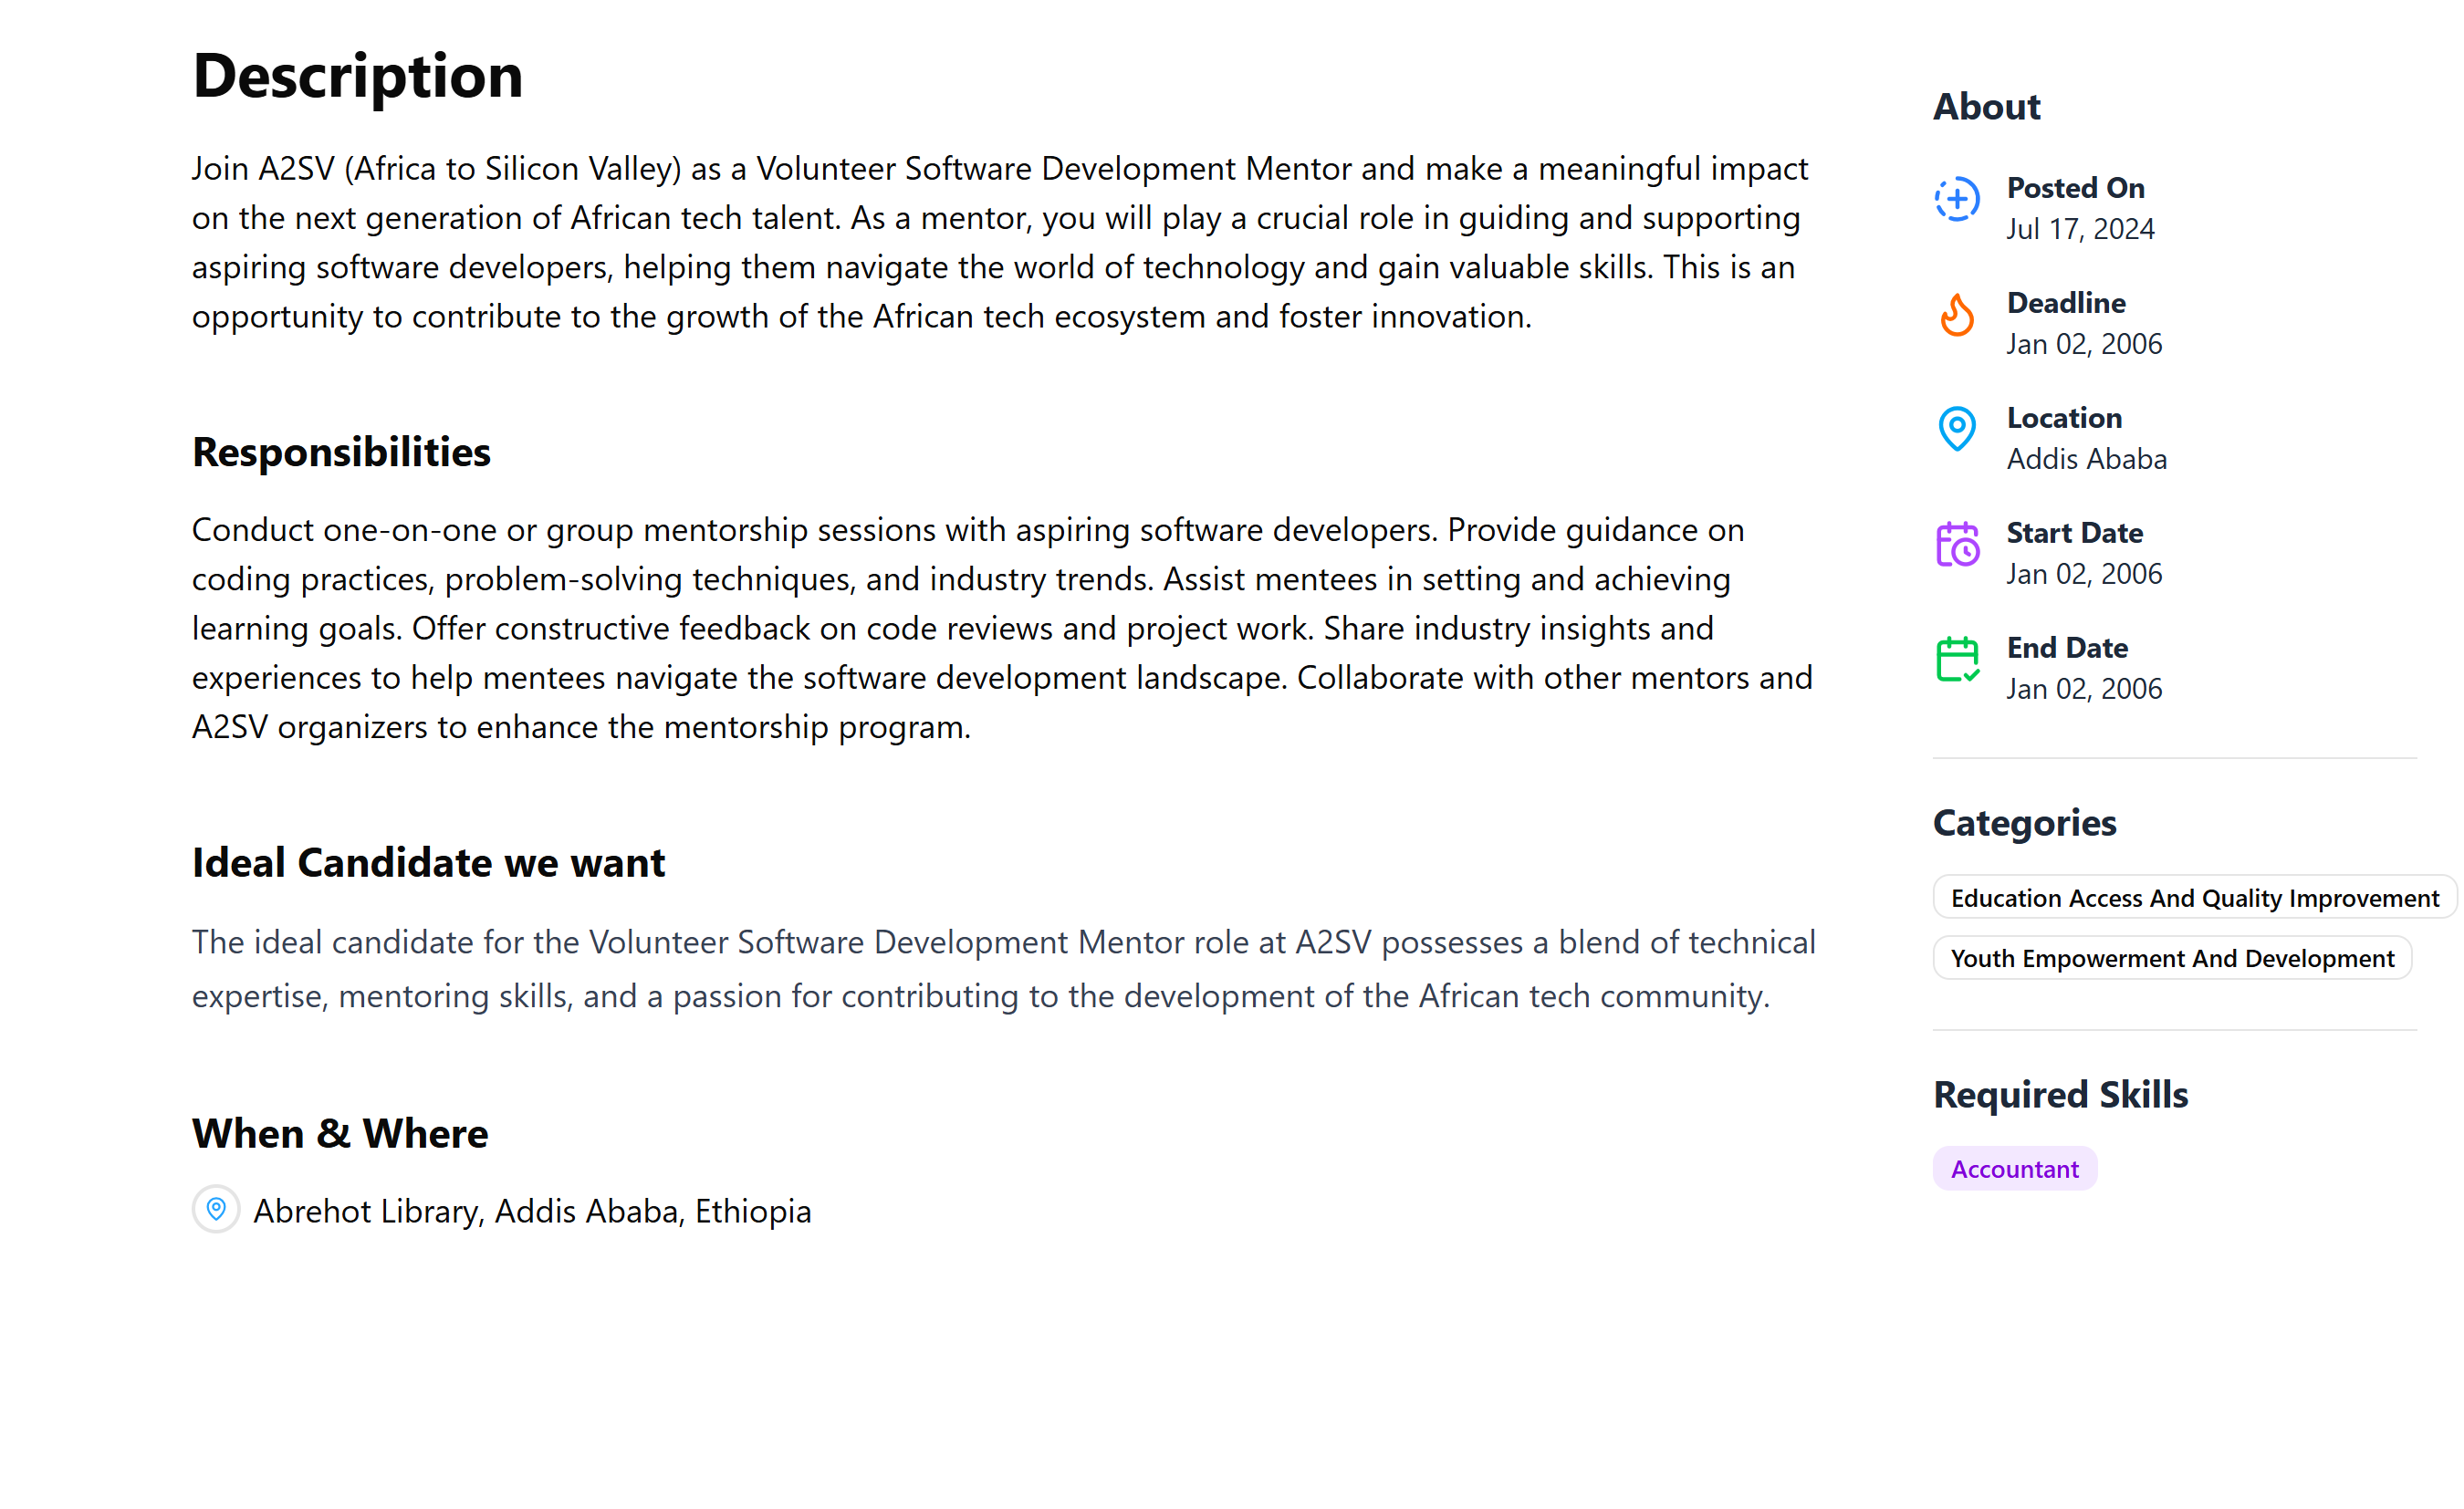 Description
Join A2SV (Africa to Silicon Valley) as a Volunteer Software Development Mentor and make a meaningful impact
on the next generation of African tech talent. As a mentor, you will play a crucial role in guiding and supporting
aspiring software developers, helping them navigate the world of technology and gain valuable skills. This is an
opportunity to contribute to the growth of the African tech ecosystem and foster innovation.
Responsibilities
Conduct one-on-one or group mentorship sessions with aspiring software developers. Provide guidance on
coding practices, problem-solving techniques, and industry trends. Assist mentees in setting and achieving
learning goals. Offer constructive feedback on code reviews and project work. Share industry insights and
experiences to help mentees navigate the software development landscape. Collaborate with other mentors and
A2SV organizers to enhance the mentorship program.
Ideal Candidate we want
The ideal candidate for the Volunteer Software Development Mentor role at A2SV possesses a blend of technical
expertise, mentoring skills, and a passion for contributing to the development of the African tech community.
When & Where
Abrehot Library, Addis Ababa, Ethiopia
About
Posted On
Jul 17, 2024
Deadline
Jan 02, 2006
Location
Addis Ababa
Start Date
Jan 02, 2006
End Date
Jan 02, 2006
Categories
Education Access And Quality Improvement
Youth Empowerment And Development
Required Skills
Accountant